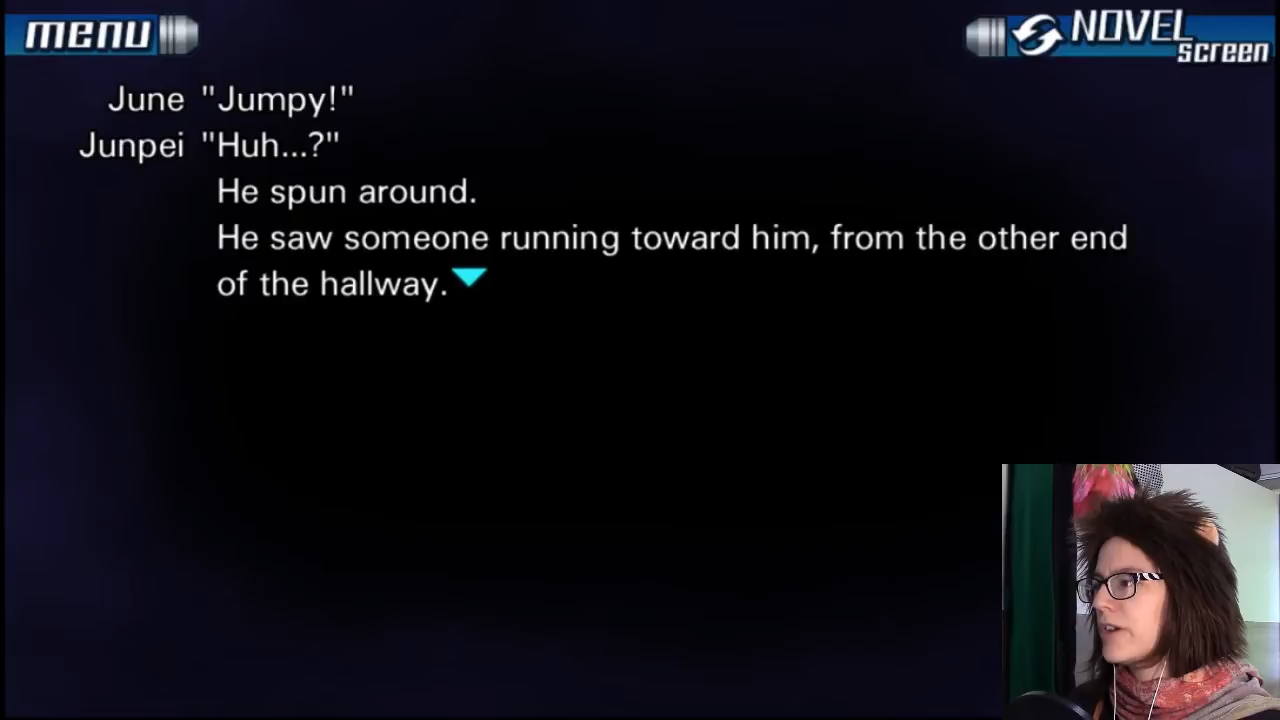 menu
NOVEL
screen
June "Jumpy!"
Junpei "Huh...?"
He spun around.
He saw someone running toward him, from the other end
of the hallway.